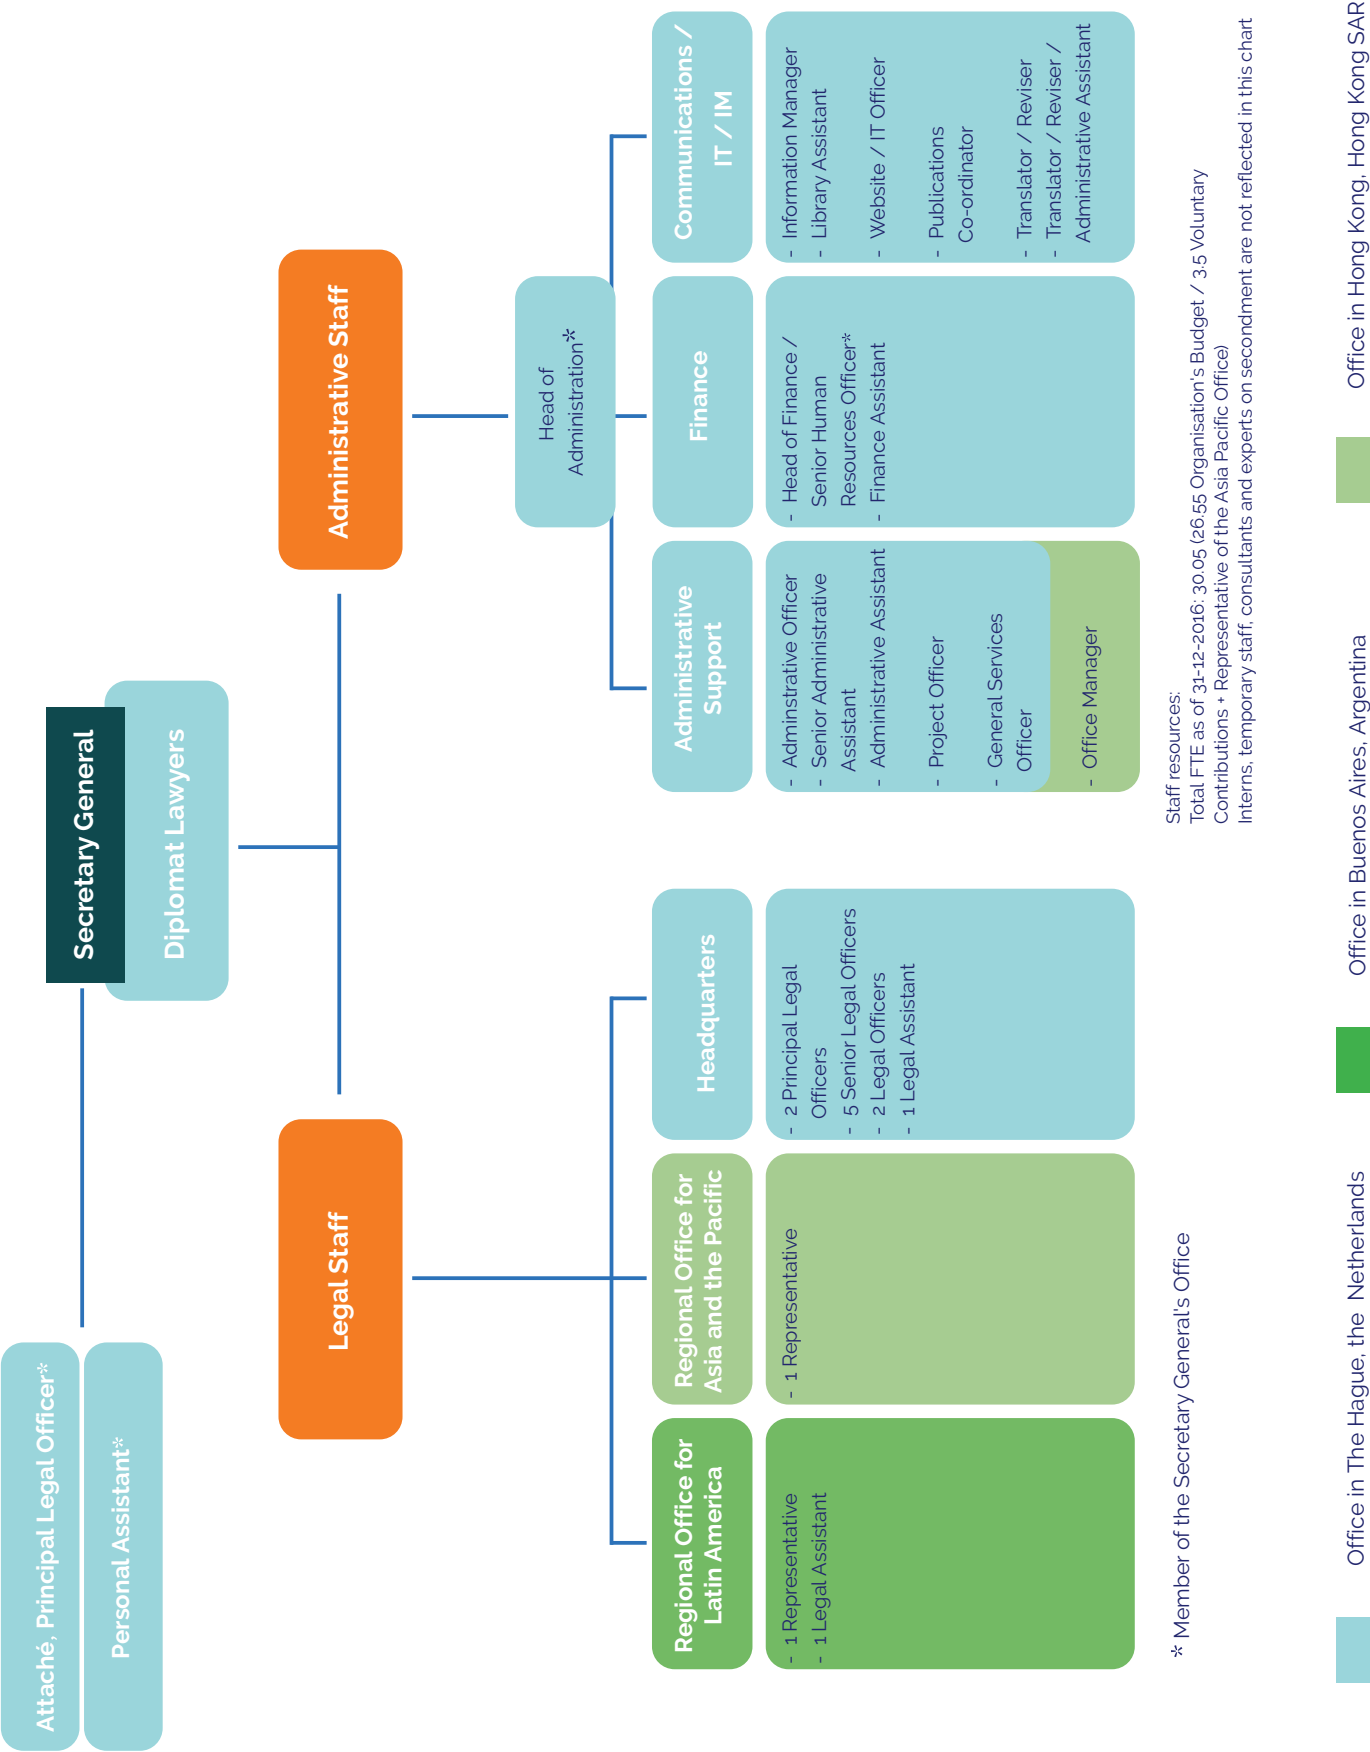 Attaché, Principal Legal Officer*
Personal Assistant*
Secretary General
Diplomat Lawyers
Legal Staff
Administrative Staff
Head of
Administration*
Regional Office for
Latin America
- 1 Representative
- 1 Legal Assistant
Regional Office for
Asia and the Pacific
- 1 Representative
Headquarters
- 2 Principal Legal
Officers
- 5 Senior Legal Officers
- 2 Legal Officers
- 1 Legal Assistant
Administrative
Support
- Adminstrative Officer
- Senior Administrative
Assistant
- Administrative Assistant
- Project Officer
- General Services
Officer
- Office Manager
Finance
- Head of Finance /
Senior Human
Resources Officer*
- Finance Assistant
Communications /
IT / IM
- Information Manager
- Library Assistant
- Website / IT Officer
- Publications
Co-ordinator
- Translator / Reviser
- Translator / Reviser /
Administrative Assistant
* Member of the Secretary General's Office
Staff resources:
Total FTE as of 31-12-2016: 30.05 (26.55 Organisation's Budget / 3.5 Voluntary
Contributions + Representative of the Asia Pacific Office)
Interns, temporary staff, consultants and experts on secondment are not reflected in this chart
Office in The Hague, the Netherlands
Office in Buenos Aires, Argentina
Office in Hong Kong, Hong Kong SAR